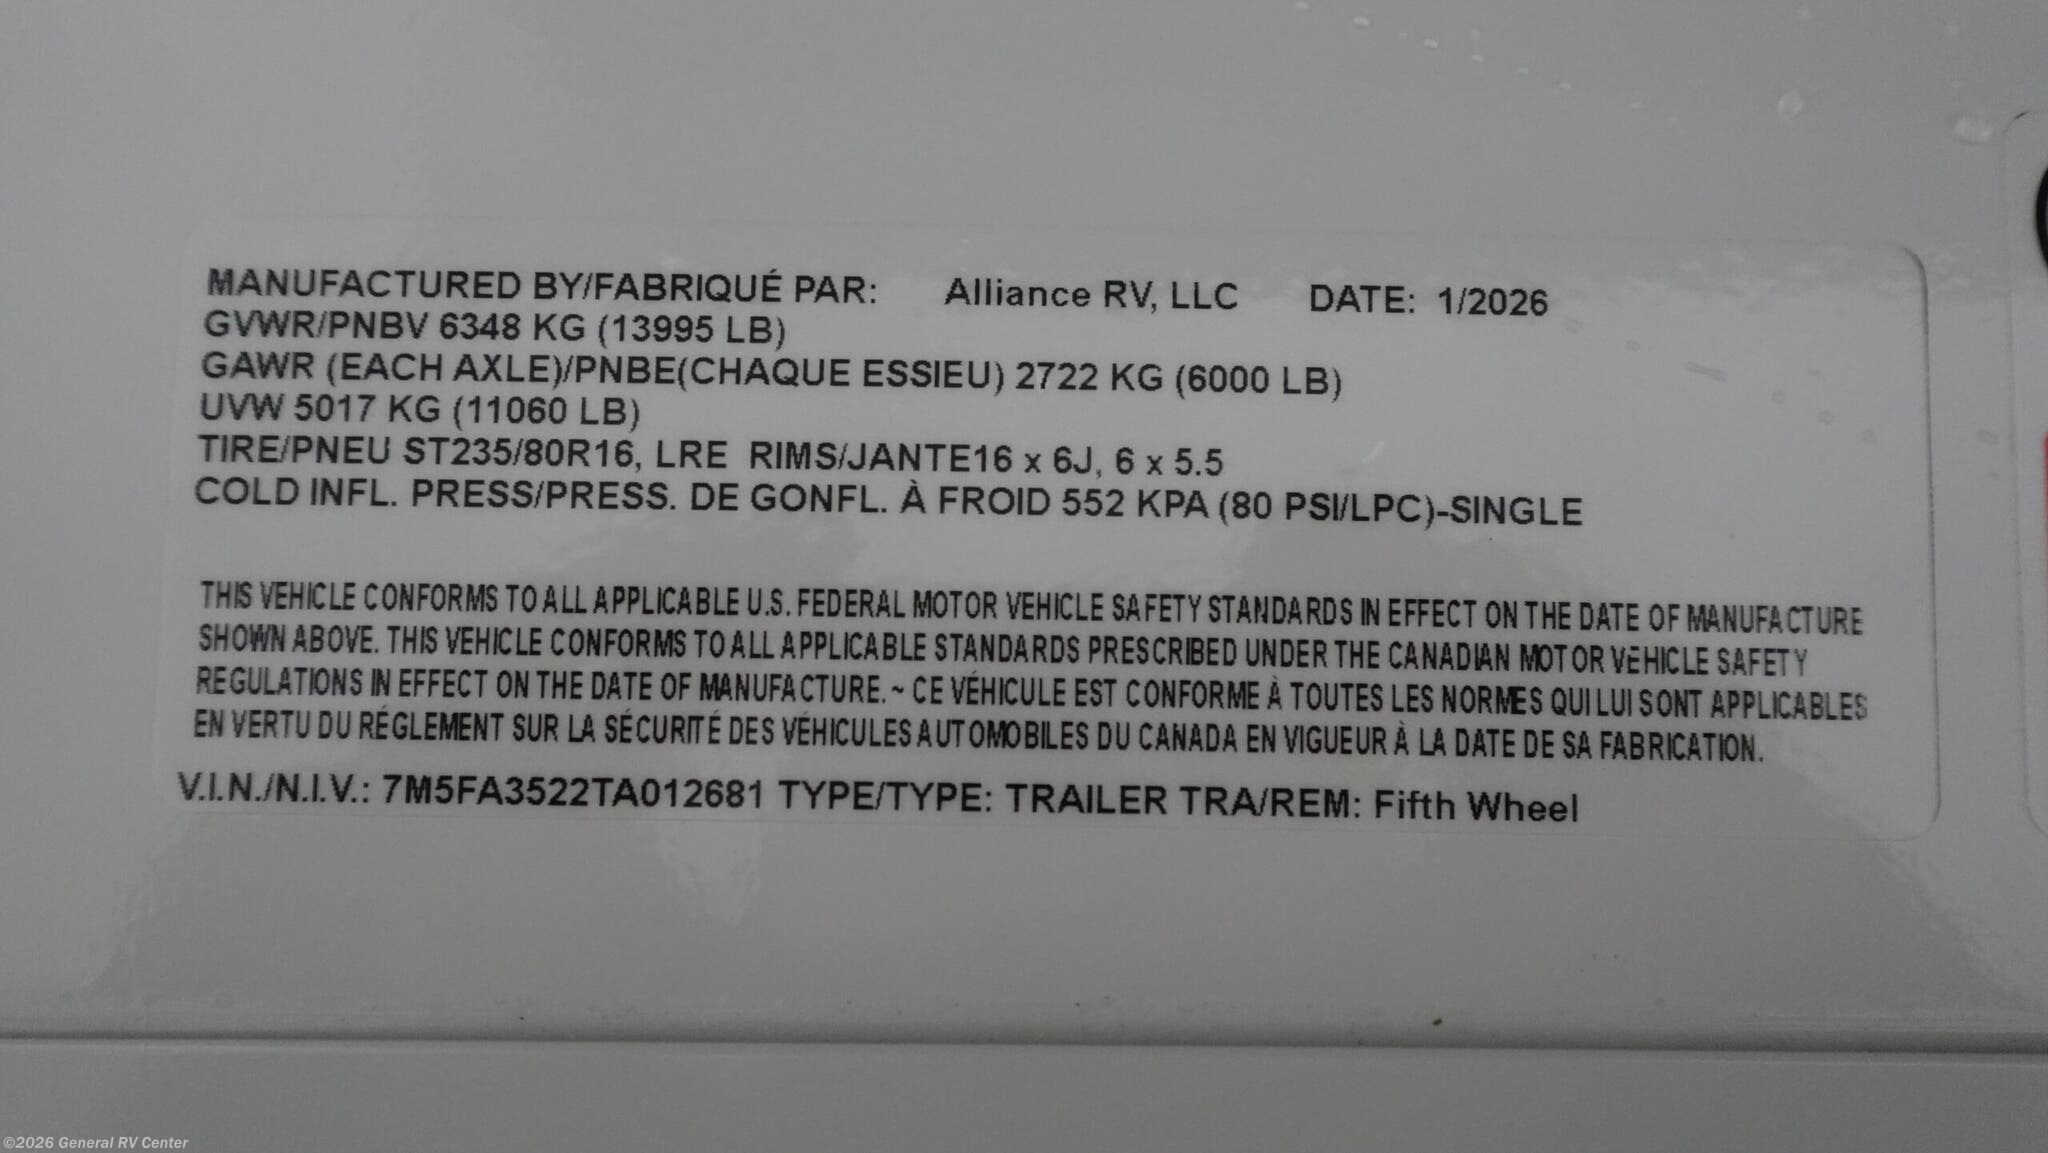 MANUFACTURED BY/FABRIQUÉ PAR: Alliance RV, LLC DATE: 1/2026
GVWR/PNBV 6348 KG (13995 LB)
GAWR (EACH AXLE)/PNBE(CHAQUE ESSIEU) 2722 KG (6000 LB)
UVW 5017 KG (11060 LB)
TIRE/PNEU ST235/80R16, LRE RIMS/JANTE16 x 6J, 6 x 5.5
COLD INFL. PRESS/PRESS. DE GONFL. À FROID 552 KPA (80 PSI/LPC)-SINGLE
THIS VEHICLE CONFORMS TO ALL APPLICABLE U.S. FEDERAL MOTOR VEHICLE SAFETY STANDARDS IN EFFECT ON THE DATE OF MANUFACTURE
SHOWN ABOVE. THIS VEHICLE CONFORMS TO ALL APPLICABLE STANDARDS PRESCRIBED UNDER THE CANADIAN MOTOR VEHICLE SAFETY
REGULATIONS IN EFFECT ON THE DATE OF MANUFACTURE. ~ CE VÉHICULE EST CONFORME À TOUTES LES NORMES QUI LUI SONT APPLICABLES
EN VERTU DU RÉGLEMENT SUR LA SÉCURITÉ DES VÉHICULES AUTOMOBILES DU CANADA EN VIGUEUR À LA DATE DE SA FABRICATION.
V.I.N./N.I.V.: 7M5FA3522TA012681 TYPE/TYPE: TRAILER TRA/REM: Fifth Wheel
©2026 General RV Center